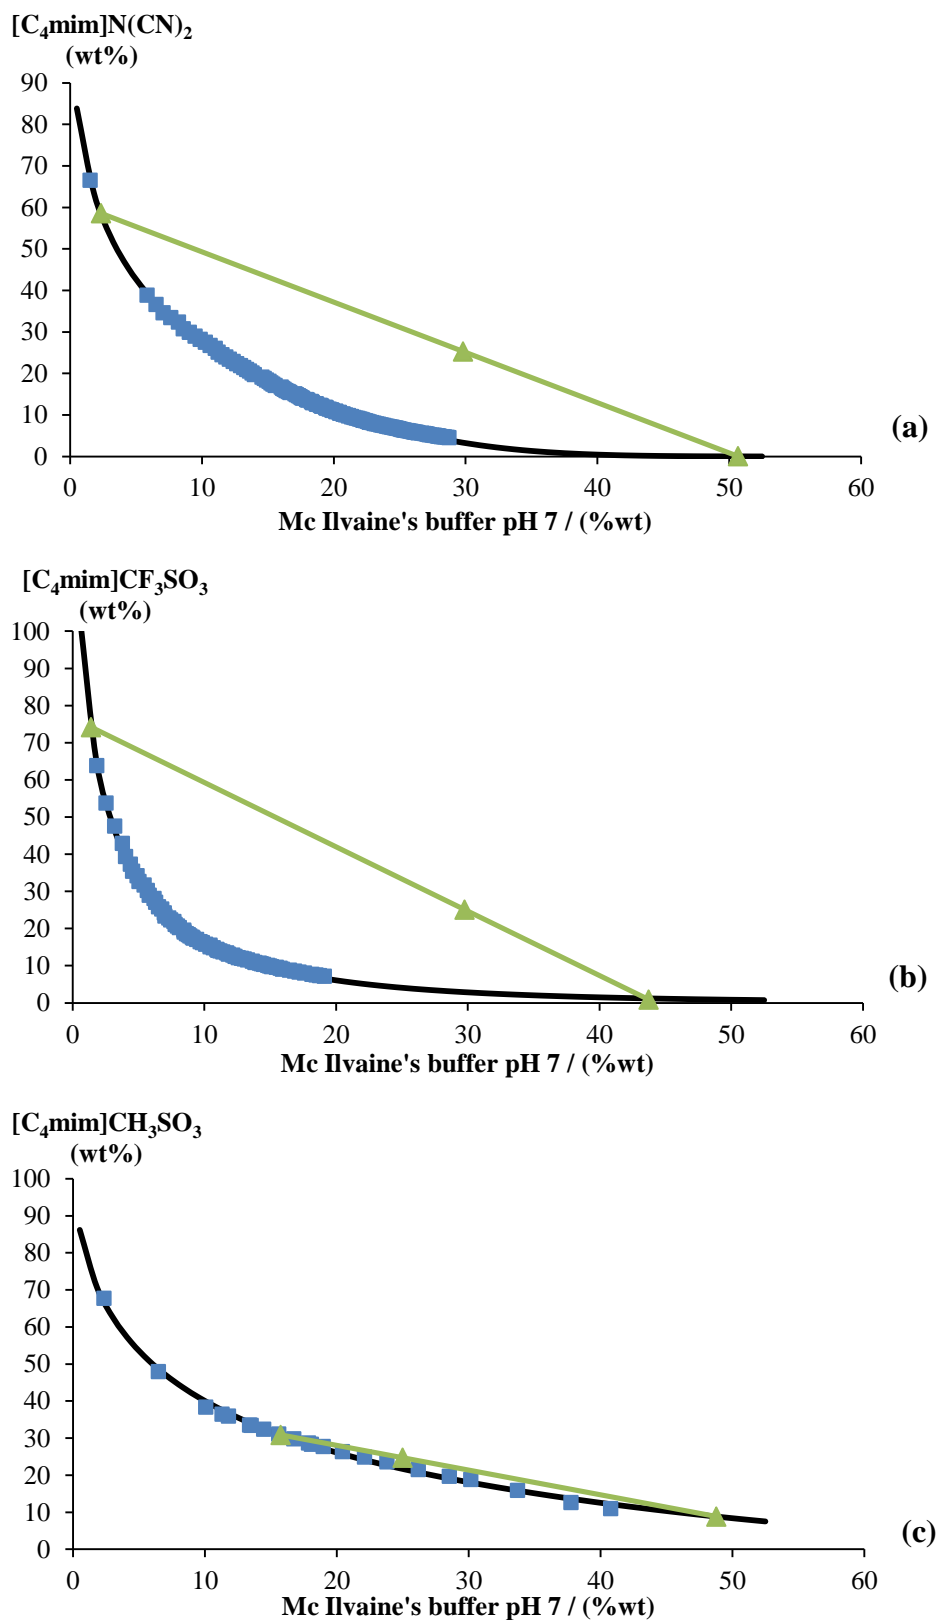 [C₄mim]N(CN)₂
(wt%)
90
80
70
60
50
40
30
20
10
0
0 10 20 30 40 50 60
(a)
Mc Ilvaine's buffer pH 7 / (%wt)
[C₄mim]CF₃SO₃
(wt%)
100
90
80
70
60
50
40
30
20
10
0
0 10 20 30 40 50 60
(b)
Mc Ilvaine's buffer pH 7 / (%wt)
[C₄mim]CH₃SO₃
(wt%)
100
90
80
70
60
50
40
30
20
10
0
0 10 20 30 40 50 60
(c)
Mc Ilvaine's buffer pH 7 / (%wt)